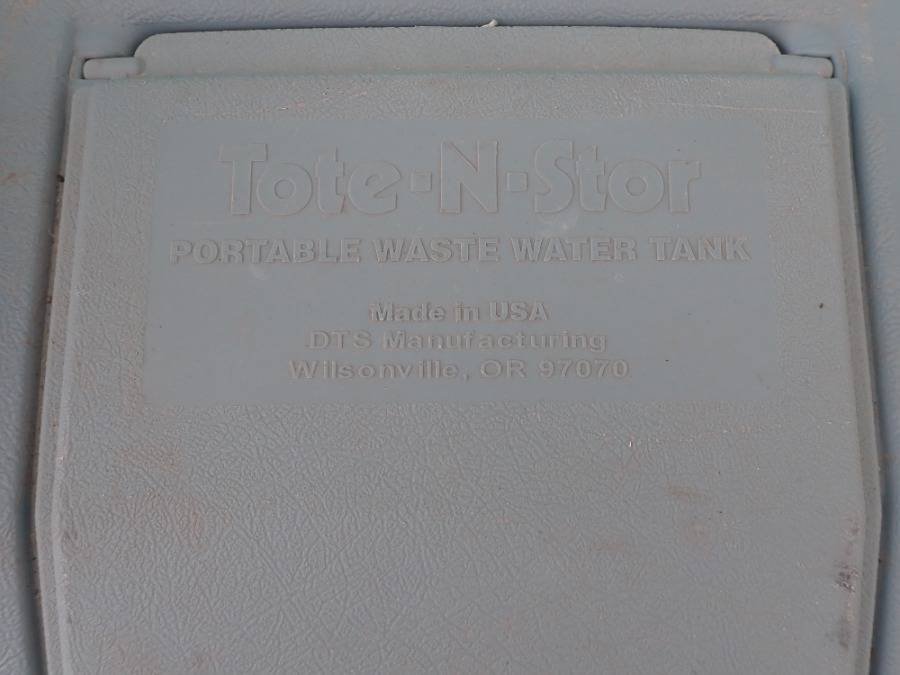 Tote-N-Stor
PORTABLE WASTE WATER TANK
Made in USA
DTS Manufacturing
Wilsonville, OR 97070